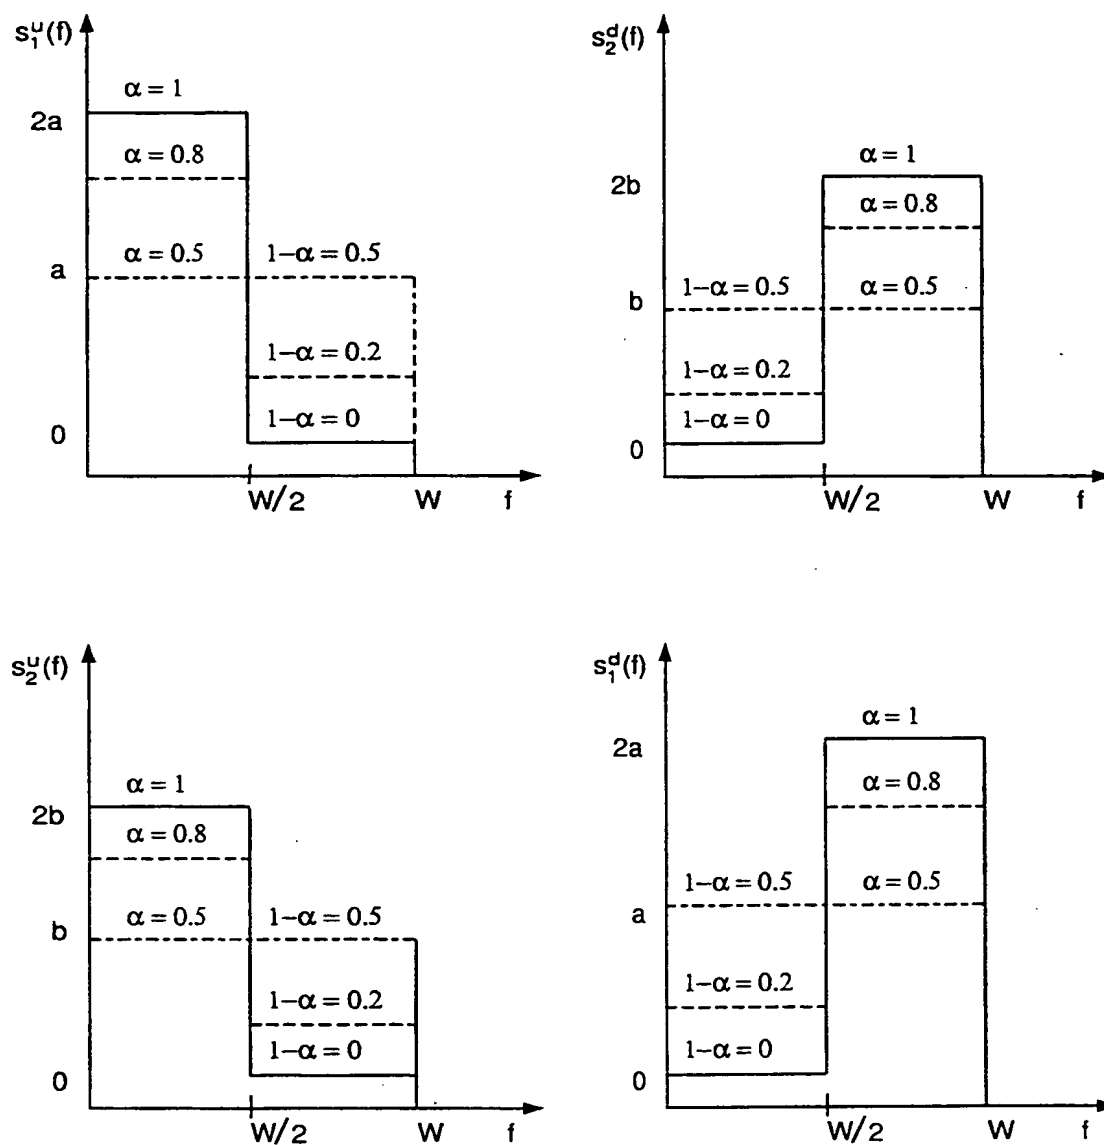 s₁ᵘ(f)
α = 1
2a
α = 0.8
a
α = 0.5
1−α = 0.5
1−α = 0.2
1−α = 0
0
W/2
W
f
s₂ᵈ(f)
α = 1
2b
α = 0.8
1−α = 0.5
α = 0.5
b
1−α = 0.2
1−α = 0
0
W/2
W
f
s₂ᵘ(f)
α = 1
2b
α = 0.8
α = 0.5
1−α = 0.5
b
1−α = 0.2
1−α = 0
0
W/2
W
f
s₁ᵈ(f)
α = 1
2a
α = 0.8
1−α = 0.5
α = 0.5
a
1−α = 0.2
1−α = 0
0
W/2
W
f